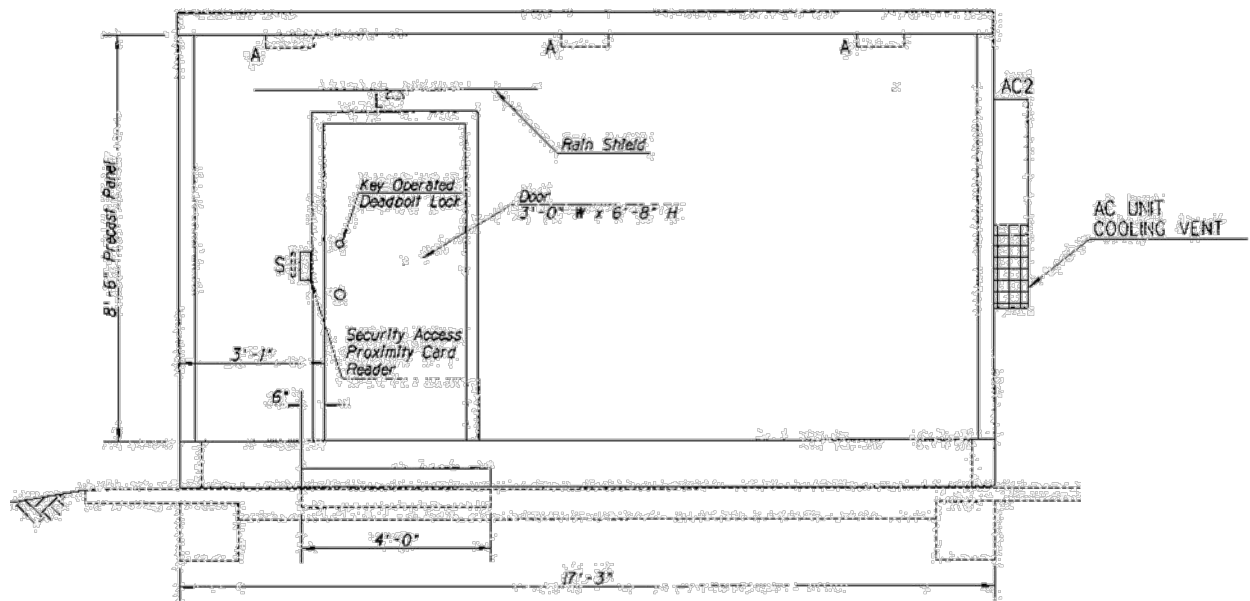 A
A
A
AC2
L
Rain Shield
Key Operated
Deadbolt Lock
Door
3'-0" W x 6'-8" H
8'-6" Precast Panel
AC UNIT
COOLING VENT
S
Security Access
Proximity Card
Reader
3'-1"
6"
4'-0"
17'-3"